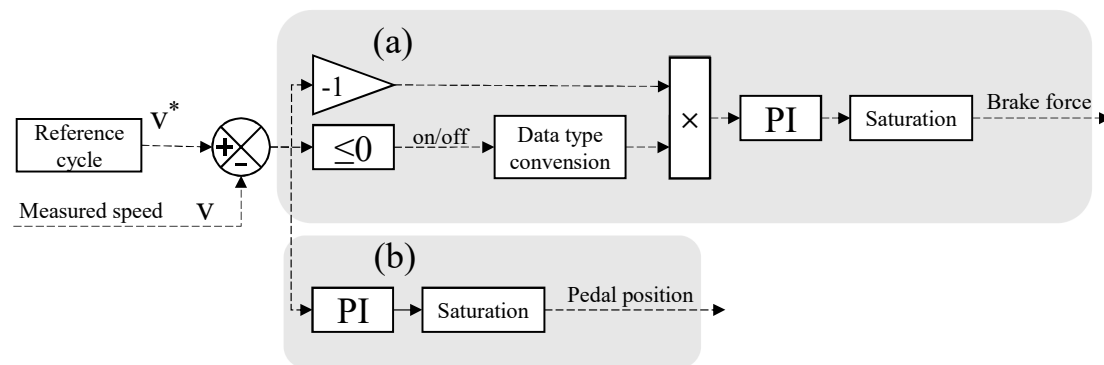 (a)
-1
Reference
cycle
v*
+
-
≤0
on/off
Data type
convension
×
PI
Saturation
Brake force
Measured speed v
(b)
PI
Saturation
Pedal position